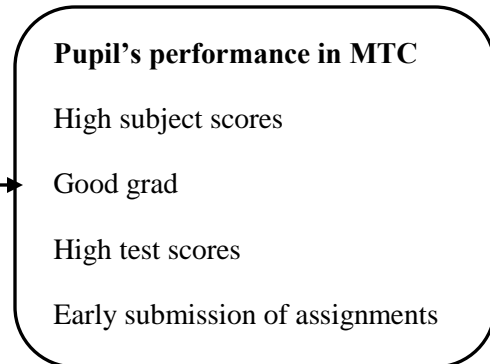 Pupil’s performance in MTC
High subject scores
Good grad
High test scores
Early submission of assignments